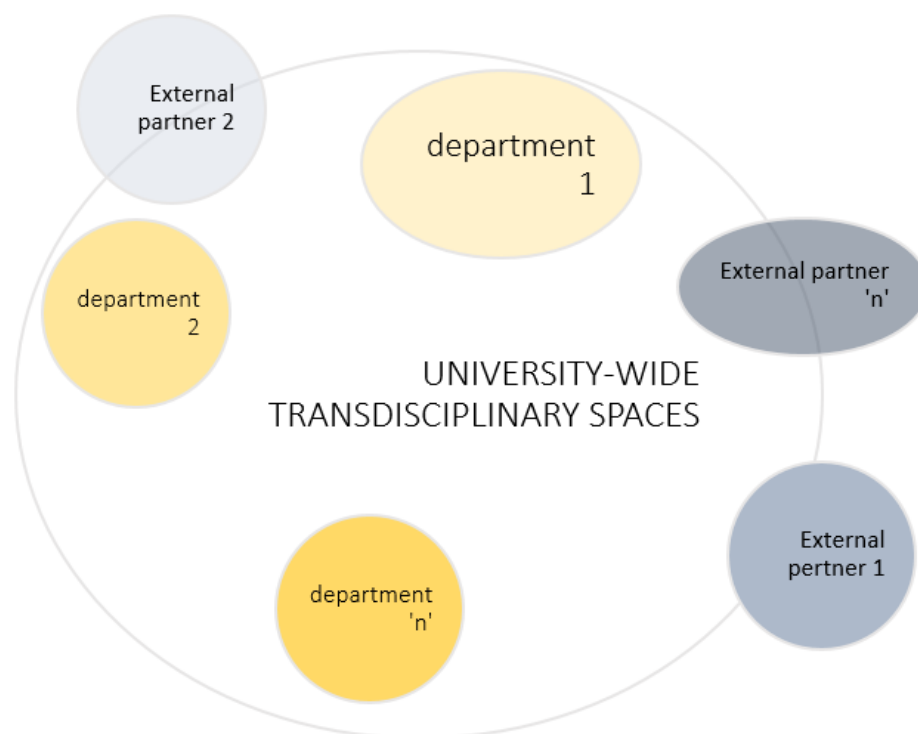 External
partner 2
department
1
External partner
'n'
department
2
UNIVERSITY-WIDE
TRANSDISCIPLINARY SPACES
External
pertner 1
department
'n'